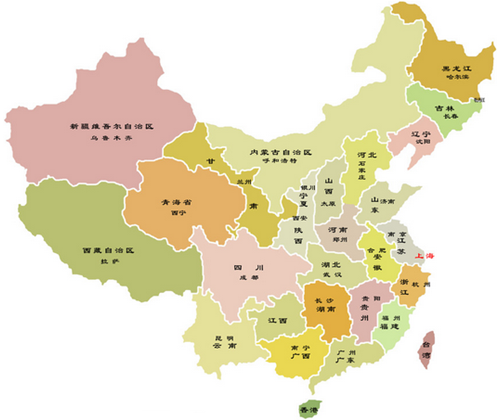 黑龙江
哈尔滨
吉林
长春
辽宁
沈阳
内蒙古自治区
呼和浩特
新疆维吾尔自治区
乌鲁木齐
甘
兰州
肃
青海省
西宁
西藏自治区
拉萨
河北
石家庄
山西
太原
山东
济南
银川
宁夏
西安
陕西
河南
郑州
南京
江苏
上海
合肥
安徽
湖北
武汉
四川
成都
浙江
杭州
长沙
湖南
贵阳
贵州
江西
福州
福建
昆明
云南
南宁
广西
广州
广东
台湾
香港